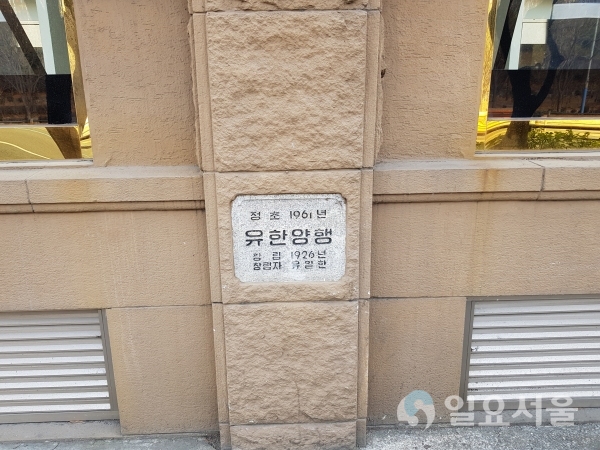 정초 1961년
유한양행
창립 1926년
창립자 유일한
일요서울